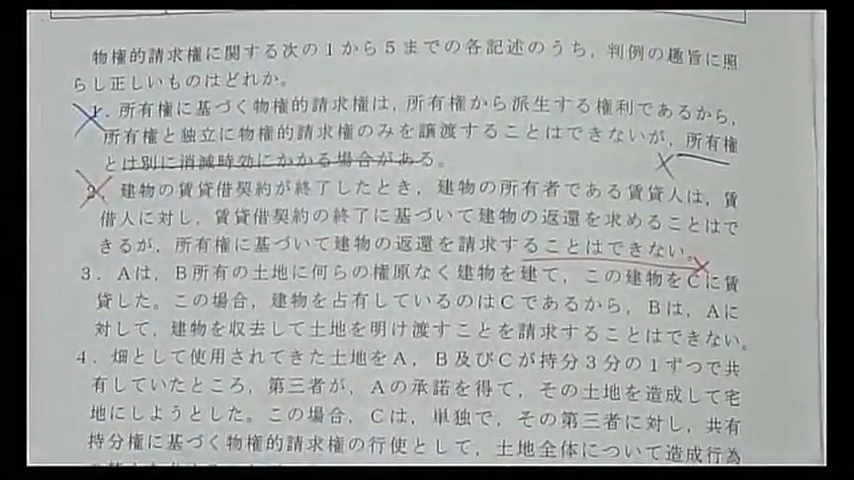 物権的請求権に関する次の1から5までの各記述のうち，判例の趣旨に照
らし正しいものはどれか。
1．所有権に基づく物権的請求権は，所有権から派生する権利であるから，
所有権と独立に物権的請求権のみを譲渡することはできないが，所有権
とは別に消滅時効にかかる場合がある。
2．建物の賃貸借契約が終了したとき，建物の所有者である賃貸人は，賃
借人に対し，賃貸借契約の終了に基づいて建物の返還を求めることはで
きるが，所有権に基づいて建物の返還を請求することはできない。
3．Aは，B所有の土地に何らの権原なく建物を建て，この建物をCに賃
貸した。この場合，建物を占有しているのはCであるから，Bは，Aに
対して，建物を収去して土地を明け渡すことを請求することはできない。
4．畑として使用されてきた土地をA，B及びCが持分3分の1ずつで共
有していたところ，第三者が，Aの承諾を得て，その土地を造成して宅
地にしようとした。この場合，Cは，単独で，その第三者に対し，共有
持分権に基づく物権的請求権の行使として，土地全体について造成行為